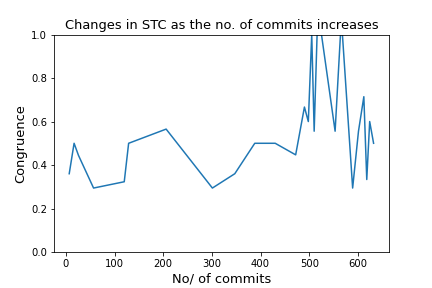 Changes in STC as the no. of commits increases
1.0
0.8
0.6
0.4
0.2
0.0
Congruence
0 100 200 300 400 500 600
No/ of commits